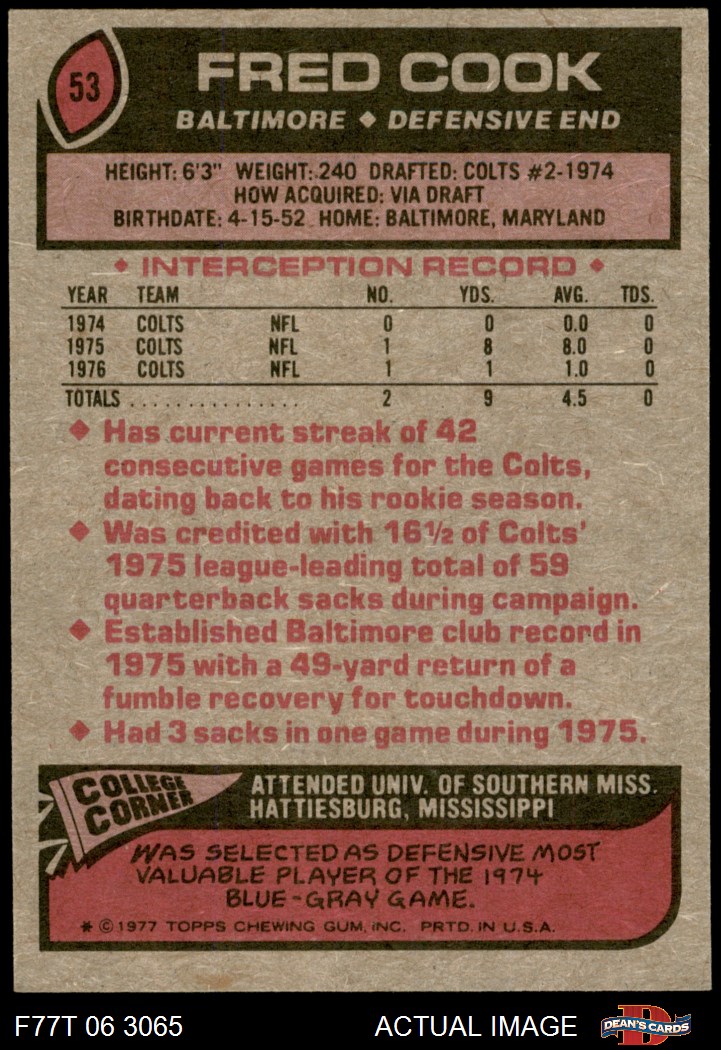 53
FRED COOK
BALTIMORE ◆ DEFENSIVE END
HEIGHT: 6'3" WEIGHT: 240 DRAFTED: COLTS #2-1974
HOW ACQUIRED: VIA DRAFT
BIRTHDATE: 4-15-52 HOME: BALTIMORE, MARYLAND
◆ INTERCEPTION RECORD ◆
YEAR TEAM NO. YDS. AVG. TDS.
1974 COLTS NFL 0 0 0.0 0
1975 COLTS NFL 1 8 8.0 0
1976 COLTS NFL 1 1 1.0 0
TOTALS ................ 2 9 4.5 0
◆ Has current streak of 42
consecutive games for the Colts,
dating back to his rookie season.
◆ Was credited with 16½ of Colts'
1975 league-leading total of 59
quarterback sacks during campaign.
◆ Established Baltimore club record in
1975 with a 49-yard return of a
fumble recovery for touchdown.
◆ Had 3 sacks in one game during 1975.
COLLEGE
CORNER
ATTENDED UNIV. OF SOUTHERN MISS.
HATTIESBURG, MISSISSIPPI
WAS SELECTED AS DEFENSIVE MOST
VALUABLE PLAYER OF THE 1974
BLUE-GRAY GAME.
* © 1977 TOPPS CHEWING GUM, INC. PRTD. IN U.S.A.
F77T 06 3065 ACTUAL IMAGE
D
DEAN'S CARDS